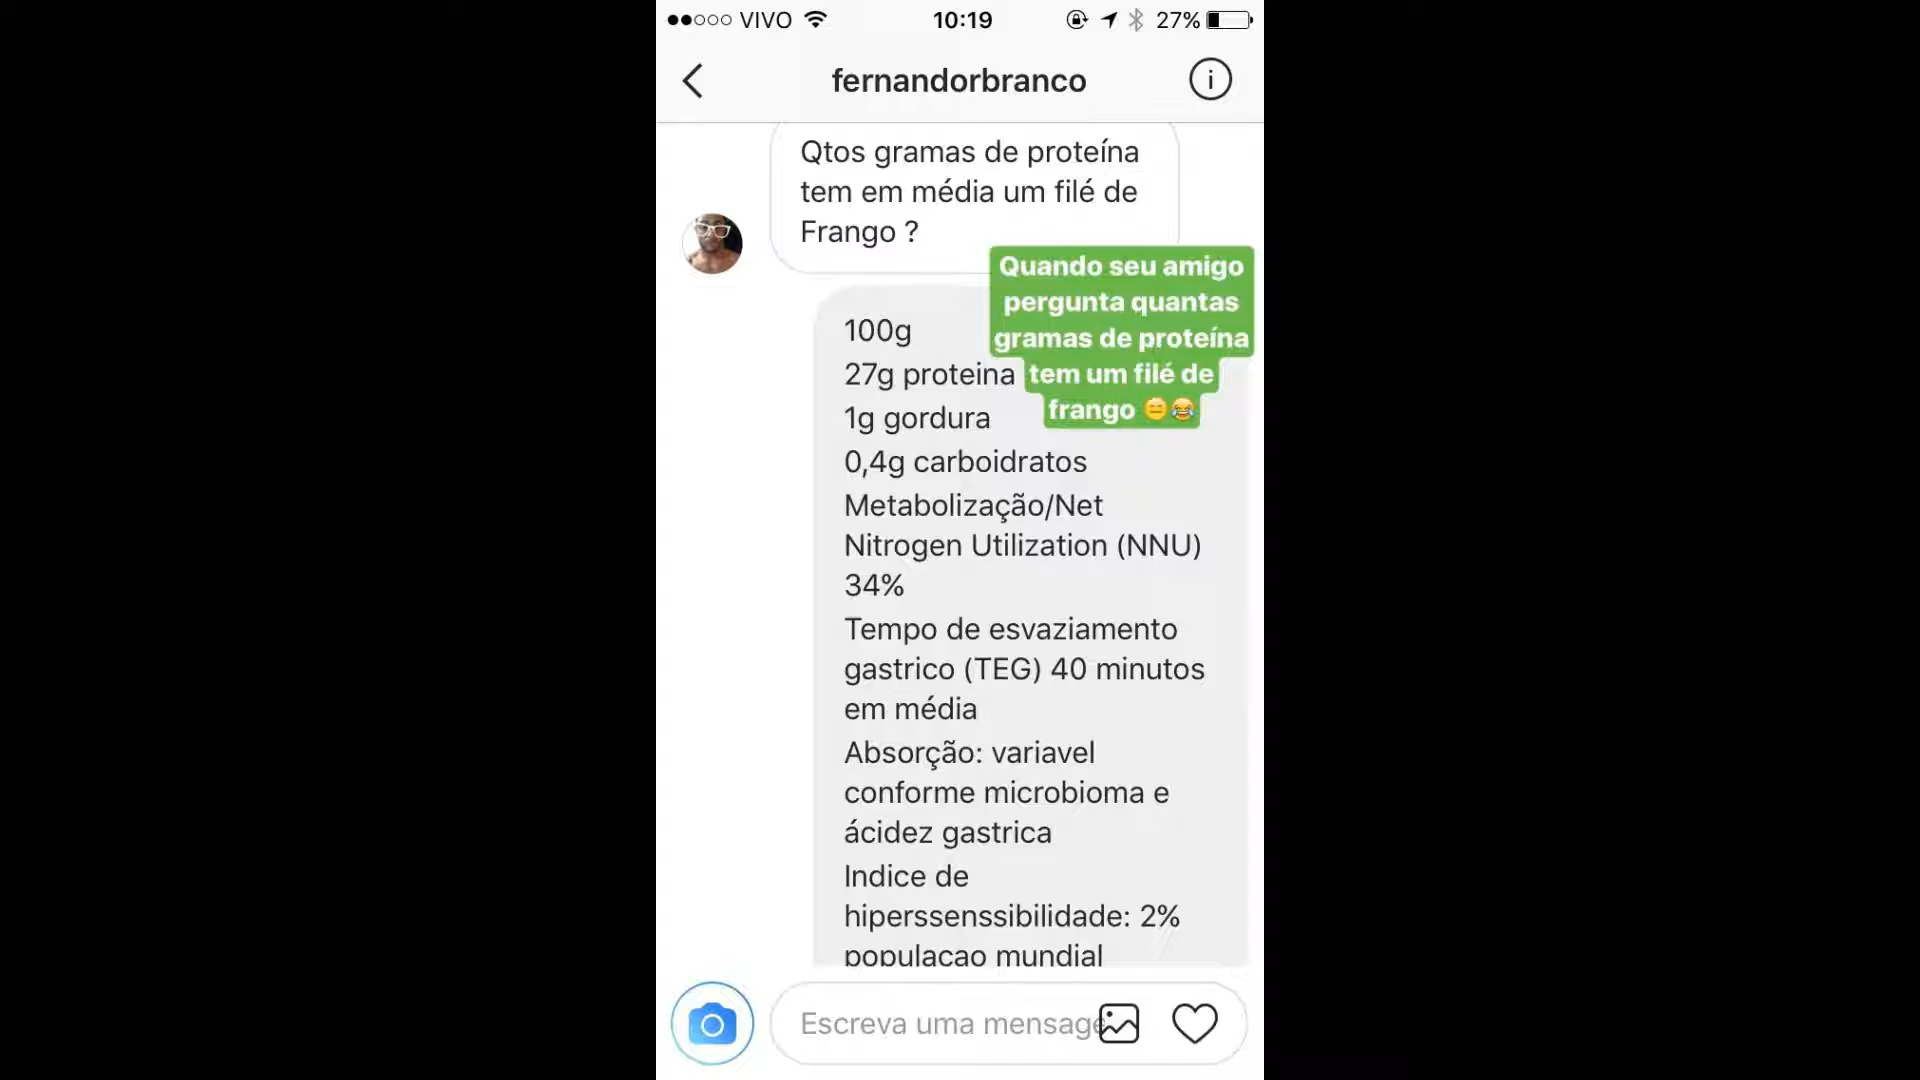 VIVO
10:19
27%
fernandorbranco
Qtos gramas de proteína
tem em média um filé de
Frango ?
Quando seu amigo
pergunta quantas
gramas de proteína
tem um filé de
frango
100g
27g proteina
1g gordura
0,4g carboidratos
Metabolização/Net
Nitrogen Utilization (NNU)
34%
Tempo de esvaziamento
gastrico (TEG) 40 minutos
em média
Absorção: variavel
conforme microbioma e
ácidez gastrica
Indice de
hiperssenssibilidade: 2%
populacao mundial
Escreva uma mensage